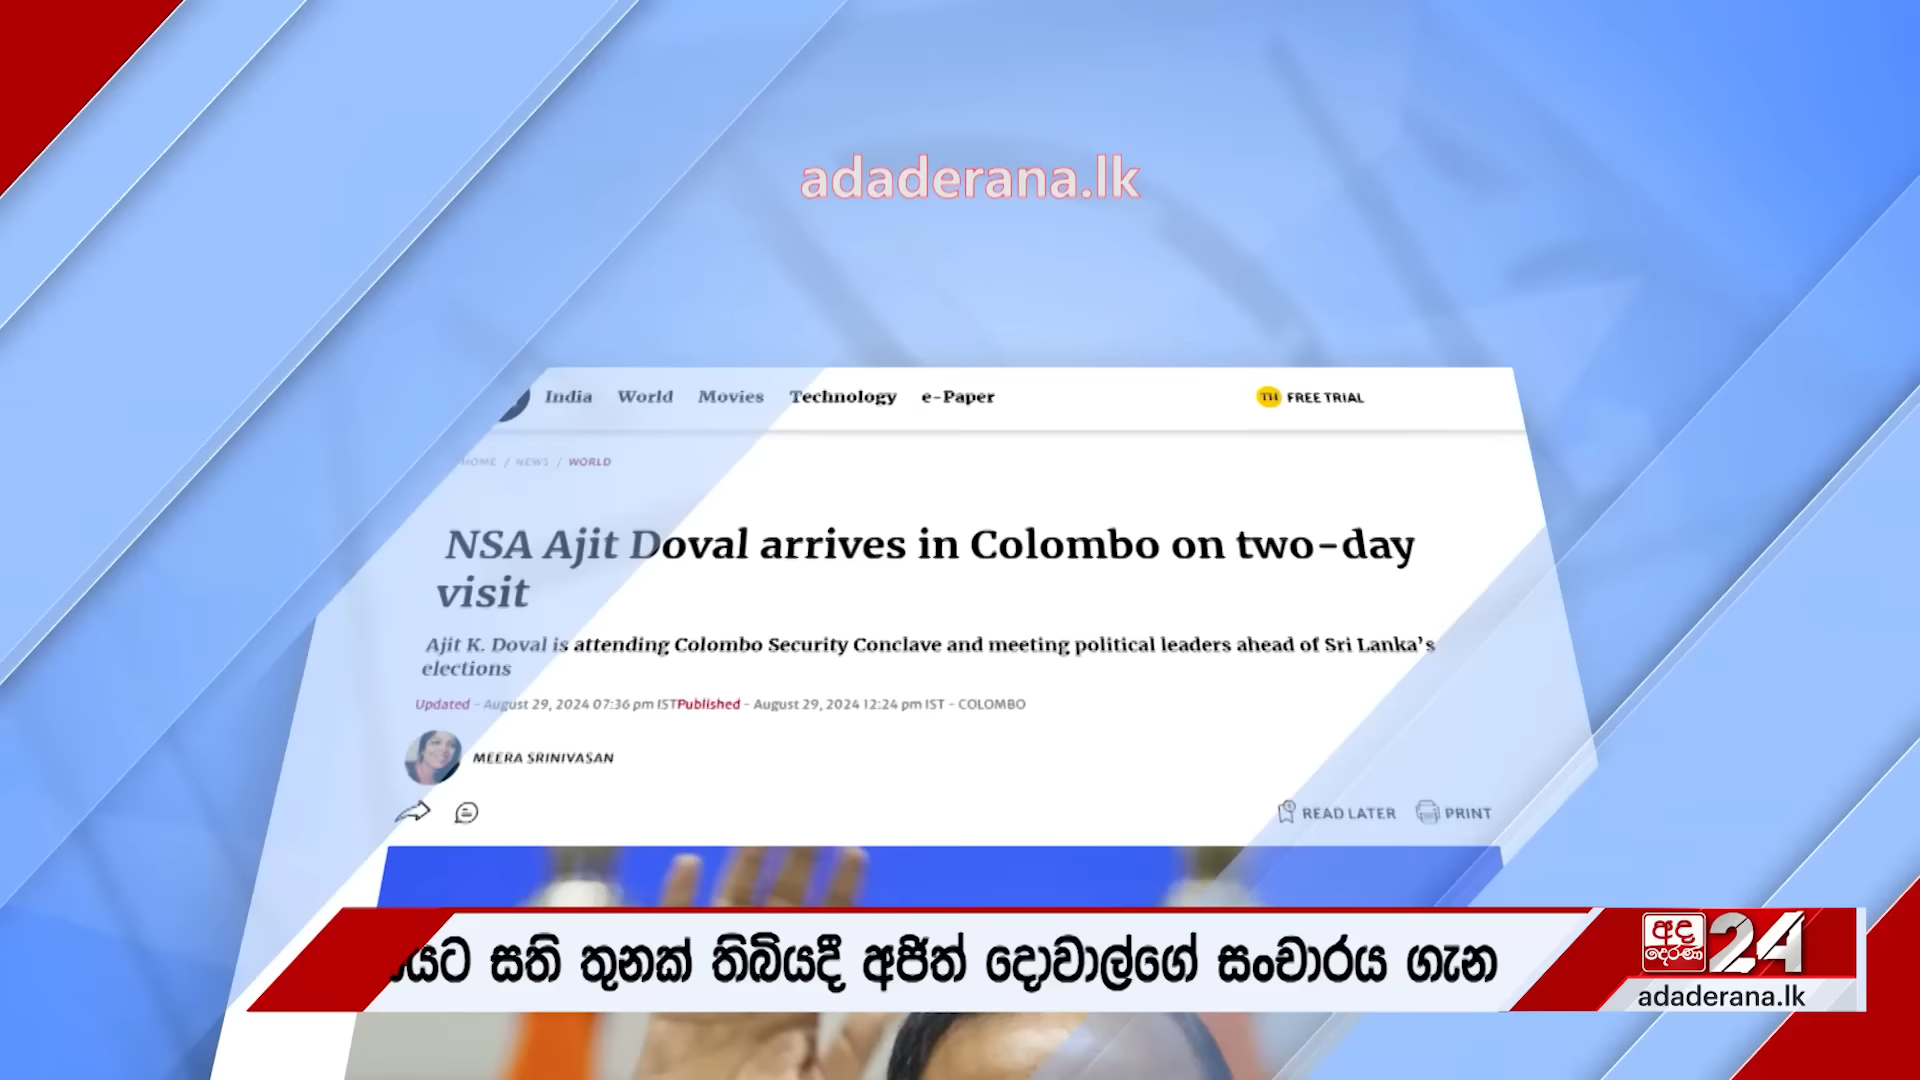 adaderana.lk
India World Movies Technology e-Paper TH FREE TRIAL
HOME / NEWS / WORLD
NSA Ajit Doval arrives in Colombo on two-day
visit
Ajit K. Doval is attending Colombo Security Conclave and meeting political leaders ahead of Sri Lanka's
elections
Updated - August 29, 2024 07:36 pm ISTPublished - August 29, 2024 12:24 pm IST - COLOMBO
MEERA SRINIVASAN
READ LATER PRINT
සති තුනක් තිබියදී අජිත් දොවාල්ගේ සංචාරය ගැන
අද දෙරණ 24
adaderana.lk